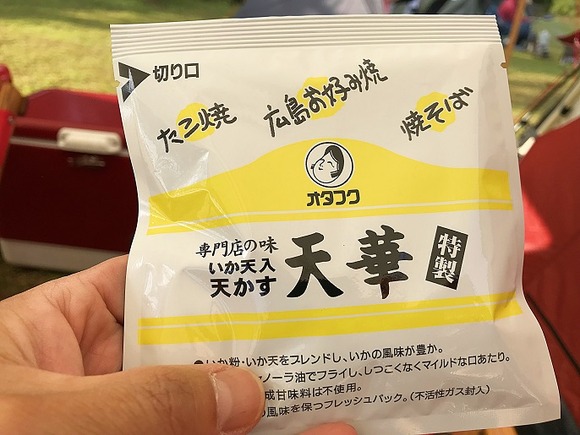 切り口
たこ焼
広島お好み焼
焼そば
オタフク
専門店の味
いか天入
天かす
天華
特製
●いか粉・いか天をブレンドし、いかの風味が豊か。
ノーラ油でフライし、しつこくなくマイルドな口あたり。
成甘味料は不使用。
の風味を保つフレッシュパック。(不活性ガス封入)